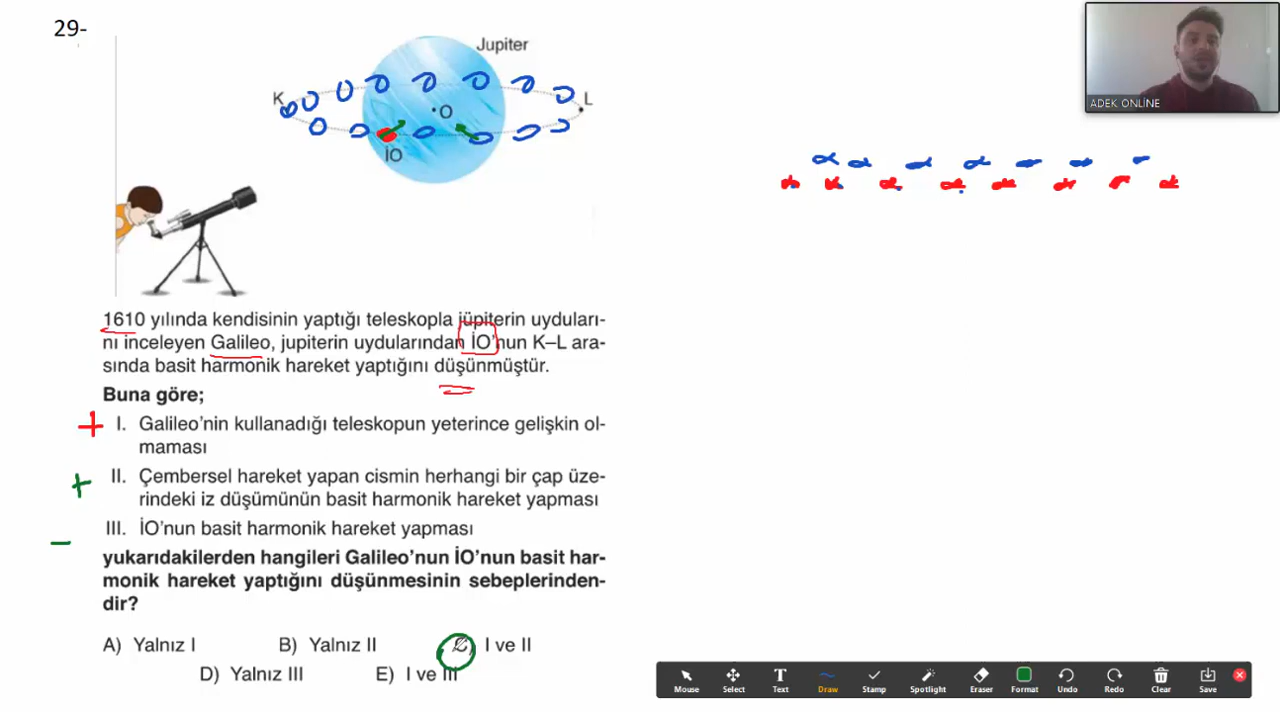 29-
Jupiter
K
L
O
İO
ADEK ONLİNE
1610 yılında kendisinin yaptığı teleskopla jüpiterin uyduları-
nı inceleyen Galileo, jupiterin uydularından İO'nun K–L ara-
sında basit harmonik hareket yaptığını düşünmüştür.
Buna göre;
I. Galileo'nin kullanadığı teleskopun yeterince gelişkin ol-
maması
II. Çembersel hareket yapan cismin herhangi bir çap üze-
rindeki iz düşümünün basit harmonik hareket yapması
III. İO'nun basit harmonik hareket yapması
yukarıdakilerden hangileri Galileo'nun İO'nun basit har-
monik hareket yaptığını düşünmesinin sebeplerinden-
dir?
A) Yalnız I B) Yalnız II C) I ve II
D) Yalnız III E) I ve III
Mouse Select Text Draw Stamp Spotlight Eraser Format Undo Redo Clear Save